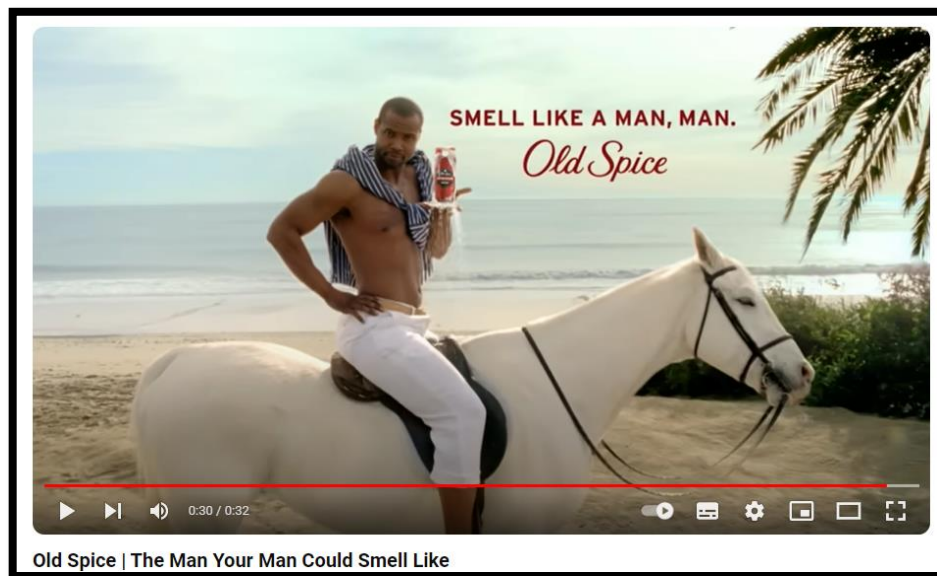 SMELL LIKE A MAN, MAN.
Old Spice
0:30 / 0:32
Old Spice | The Man Your Man Could Smell Like